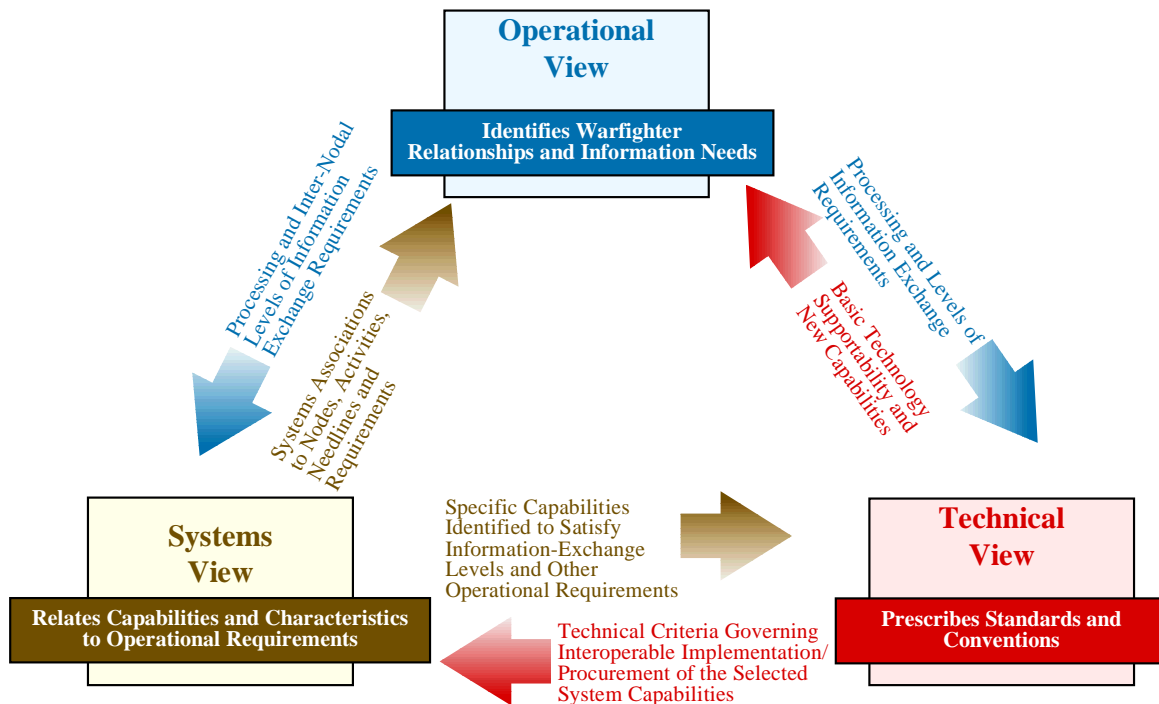 Operational
View
Identifies Warfighter
Relationships and Information Needs
Processing and Inter-Nodal
Levels of Information
Exchange Requirements
Systems Associations
to Nodes, Activities,
Needlines and
Requirements
Processing and Levels of
Information Exchange
Requirements
Basic Technology
Supportability and
New Capabilities
Systems
View
Relates Capabilities and Characteristics
to Operational Requirements
Specific Capabilities
Identified to Satisfy
Information-Exchange
Levels and Other
Operational Requirements
Technical Criteria Governing
Interoperable Implementation/
Procurement of the Selected
System Capabilities
Technical
View
Prescribes Standards and
Conventions